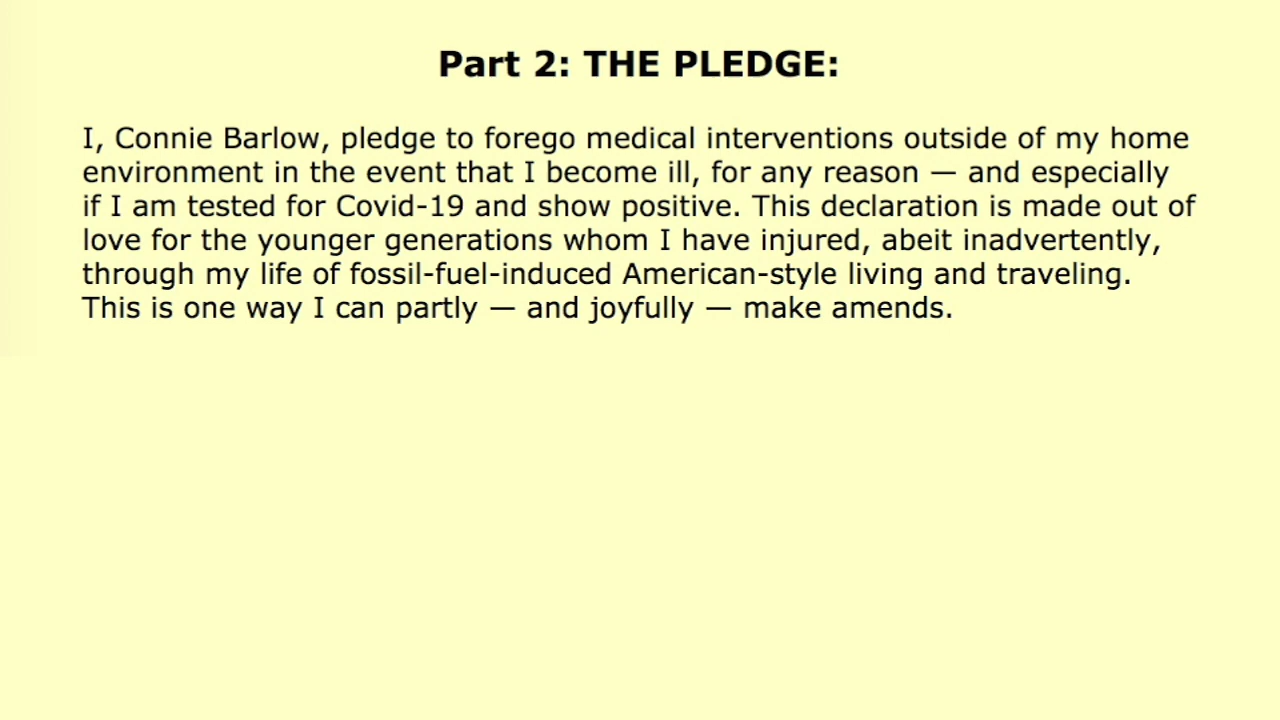 Part 2: THE PLEDGE:
I, Connie Barlow, pledge to forego medical interventions outside of my home
environment in the event that I become ill, for any reason — and especially
if I am tested for Covid-19 and show positive. This declaration is made out of
love for the younger generations whom I have injured, abeit inadvertently,
through my life of fossil-fuel-induced American-style living and traveling.
This is one way I can partly — and joyfully — make amends.